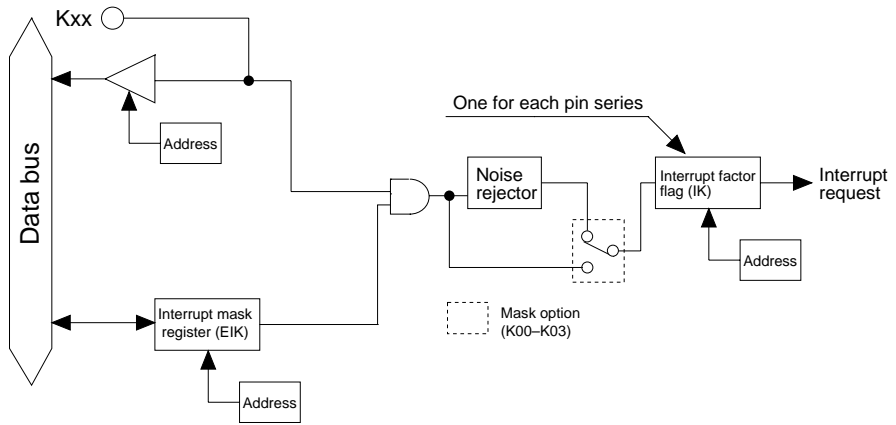 Kxx
Data bus
Address
One for each pin series
Noise
rejector
Interrupt factor
flag (IK)
Interrupt
request
Address
Interrupt mask
register (EIK)
Mask option
(K00–K03)
Address